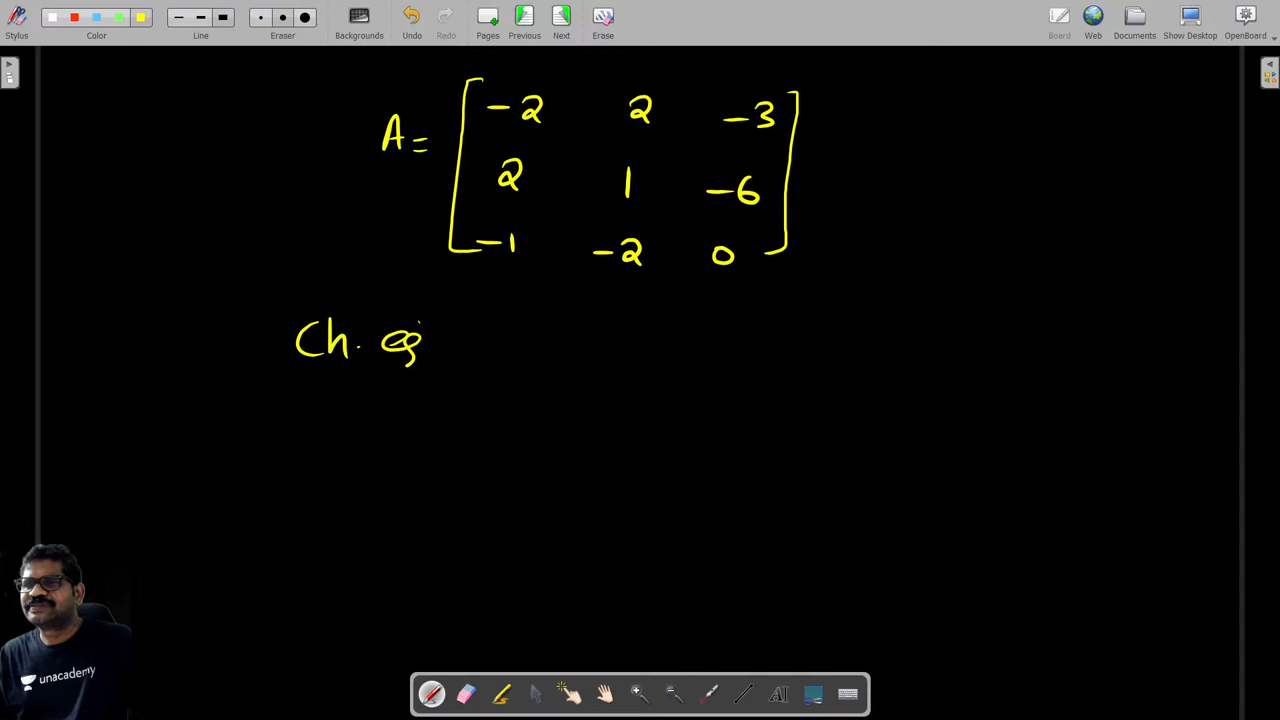 Stylus Color Line Eraser Backgrounds Undo Redo Pages Previous Next Erase Board Web Documents Show Desktop OpenBoard
-2 2 -3
A =
2 1 -6
-1 -2 0
Ch. eq
unacademy